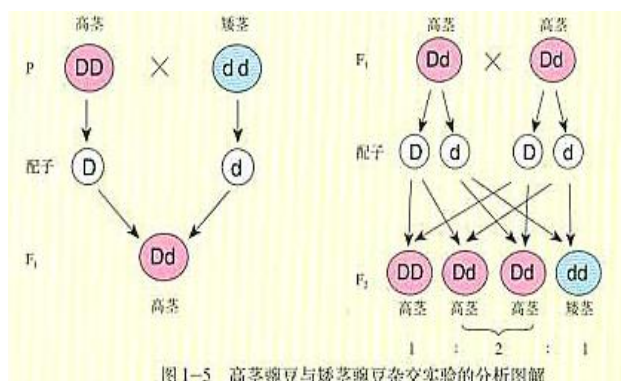 高茎 矮茎
P DD × dd
配子 D d
F₁ Dd
高茎
高茎 高茎
F₁ Dd × Dd
配子 D d D d
F₂ DD Dd Dd dd
高茎 高茎 高茎 矮茎
1 : 2 : 1
图1-5 高茎豌豆与矮茎豌豆杂交实验的分析图解